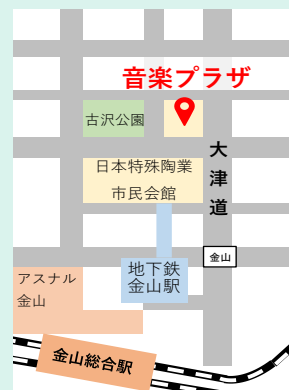 音楽プラザ
古沢公園
日本特殊陶業
市民会館
大津道
金山
地下鉄
金山駅
アスナル
金山
金山総合駅